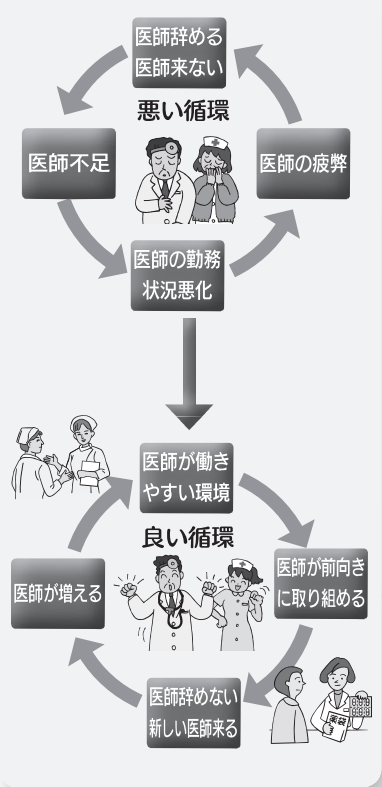 医師辞める
医師来ない
悪い循環
医師不足
医師の疲弊
医師の勤務
状況悪化
医師が働き
やすい環境
良い循環
医師が増える
医師が前向き
に取り組める
医師辞めない
新しい医師来る
薬袋